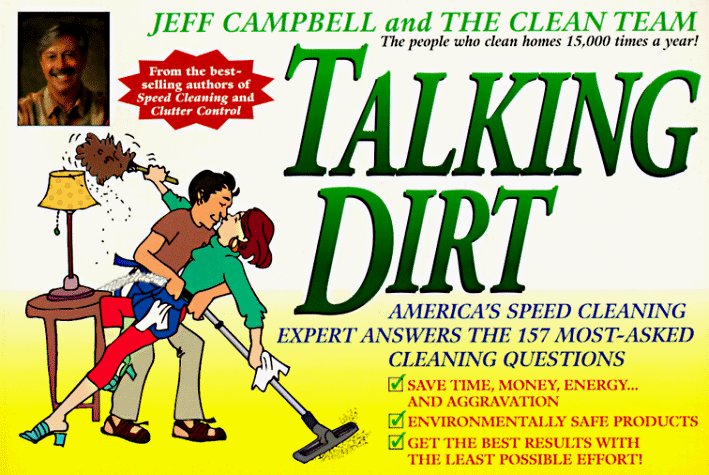 JEFF CAMPBELL and THE CLEAN TEAM
The people who clean homes 15,000 times a year!
From the best-
selling authors of
Speed Cleaning and
Clutter Control
TALKING
DIRT
AMERICA'S SPEED CLEANING
EXPERT ANSWERS THE 157 MOST-ASKED
CLEANING QUESTIONS
SAVE TIME, MONEY, ENERGY...
AND AGGRAVATION
ENVIRONMENTALLY SAFE PRODUCTS
GET THE BEST RESULTS WITH
THE LEAST POSSIBLE EFFORT!